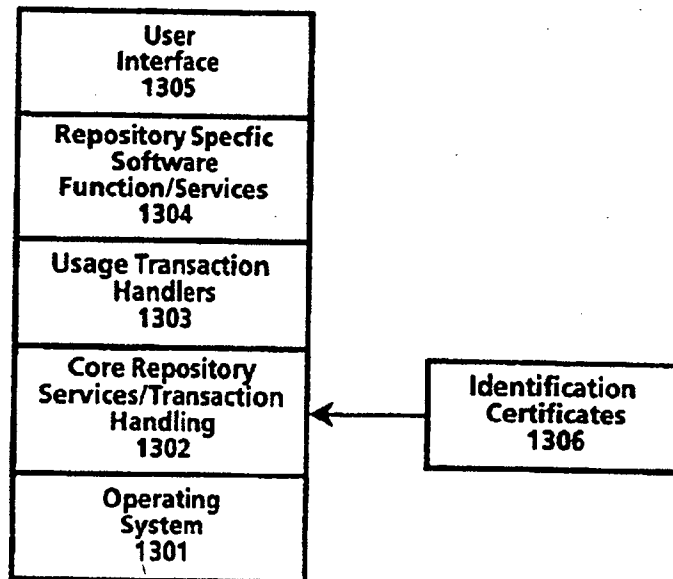 User
Interface
1305
Repository Specfic
Software
Function/Services
1304
Usage Transaction
Handlers
1303
Core Repository
Services/Transaction
Handling
1302
Operating
System
1301
Identification
Certificates
1306